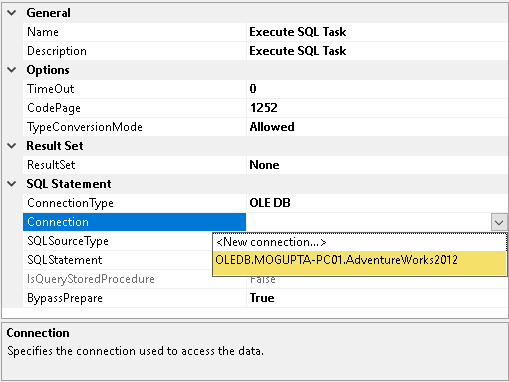 General
Name Execute SQL Task
Description Execute SQL Task
Options
TimeOut 0
CodePage 1252
TypeConversionMode Allowed
Result Set
ResultSet None
SQL Statement
ConnectionType OLE DB
Connection
SQLSourceType <New connection...>
SQLStatement OLEDB.MOGUPTA-PC01.AdventureWorks2012
IsQueryStoredProcedure False
BypassPrepare True
Connection
Specifies the connection used to access the data.